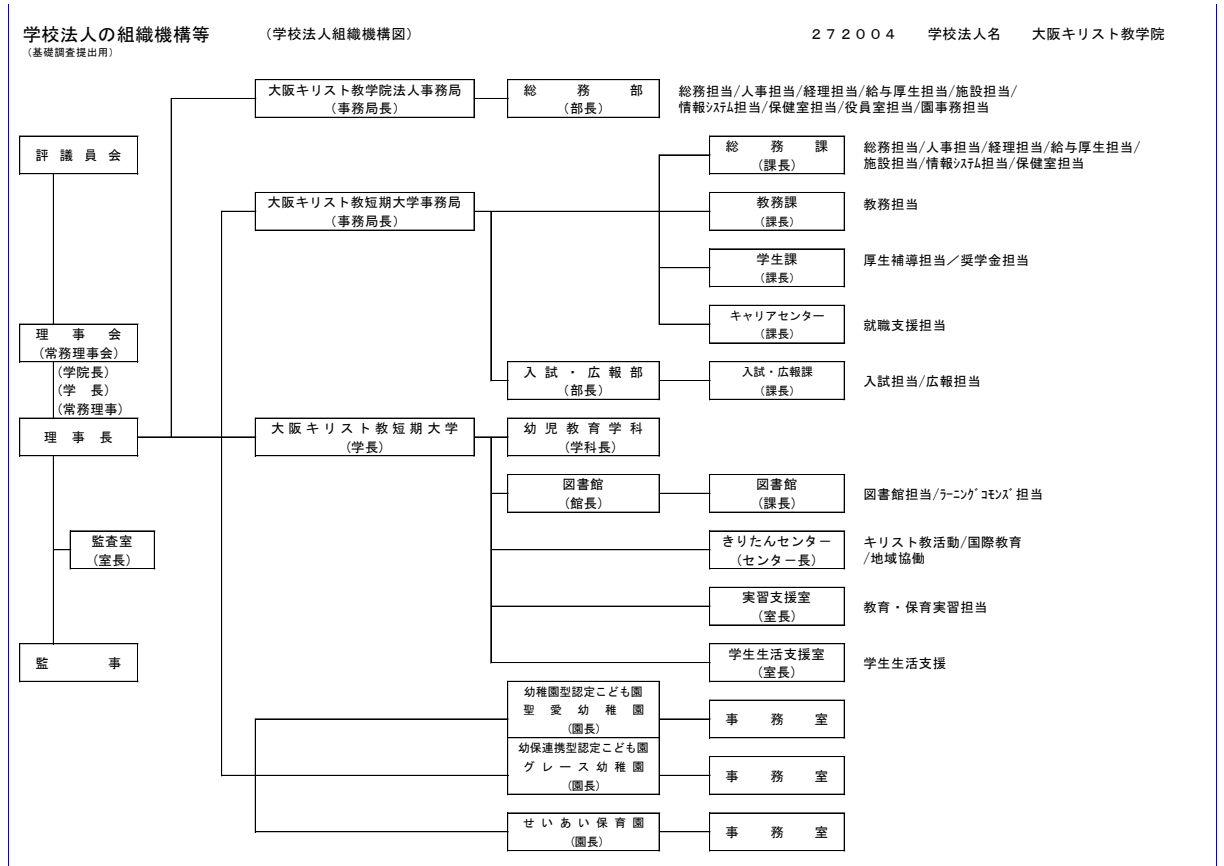 学校法人の組織機構等
（学校法人組織機構図）
２７２００４　学校法人名　大阪キリスト教学院
（基礎調査提出用）
大阪キリスト教学院法人事務局
（事務局長）
総　務　部
（部長）
総務担当/人事担当/経理担当/給与厚生担当/施設担当/
情報ｼｽﾃﾑ担当/保健室担当/役員室担当/園事務担当
評議員会
総　務　課
（課長）
総務担当/人事担当/経理担当/給与厚生担当/
施設担当/情報ｼｽﾃﾑ担当/保健室担当
大阪キリスト教短期大学事務局
（事務局長）
教務課
（課長）
教務担当
学生課
（課長）
厚生補導担当／奨学金担当
キャリアセンター
（課長）
就職支援担当
理　事　会
（常務理事会）
（学院長）
（学　長）
（常務理事）
入試・広報部
（部長）
入試・広報課
（課長）
入試担当/広報担当
理　事　長
大阪キリスト教短期大学
（学長）
幼児教育学科
（学科長）
図書館
（館長）
図書館
（課長）
図書館担当/ﾗｰﾆﾝｸﾞｺﾓﾝｽﾞ担当
監査室
（室長）
きりたんセンター
（センター長）
キリスト教活動/国際教育
/地域協働
実習支援室
（室長）
教育・保育実習担当
監　　事
学生生活支援室
（室長）
学生生活支援
幼稚園型認定こども園
聖愛幼稚園
（園長）
事　務　室
幼保連携型認定こども園
グレース幼稚園
（園長）
事　務　室
せいあい保育園
（園長）
事　務　室